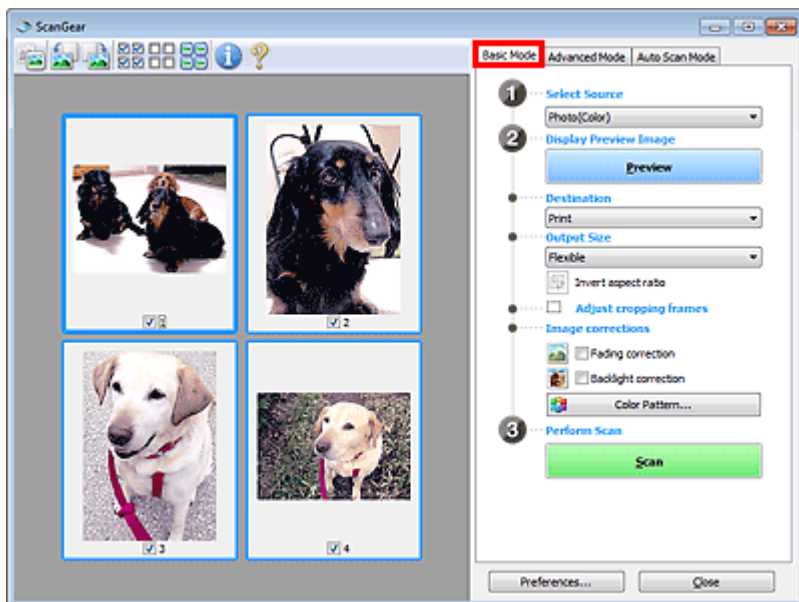 ScanGear
Basic Mode
Advanced Mode
Auto Scan Mode
1
Select Source
Photo(Color)
2
Display Preview Image
Preview
Destination
Print
Output Size
Flexible
Invert aspect ratio
Adjust cropping frames
Image corrections
Fading correction
Backlight correction
Color Pattern...
3
Perform Scan
Scan
1
2
3
4
Preferences...
Close